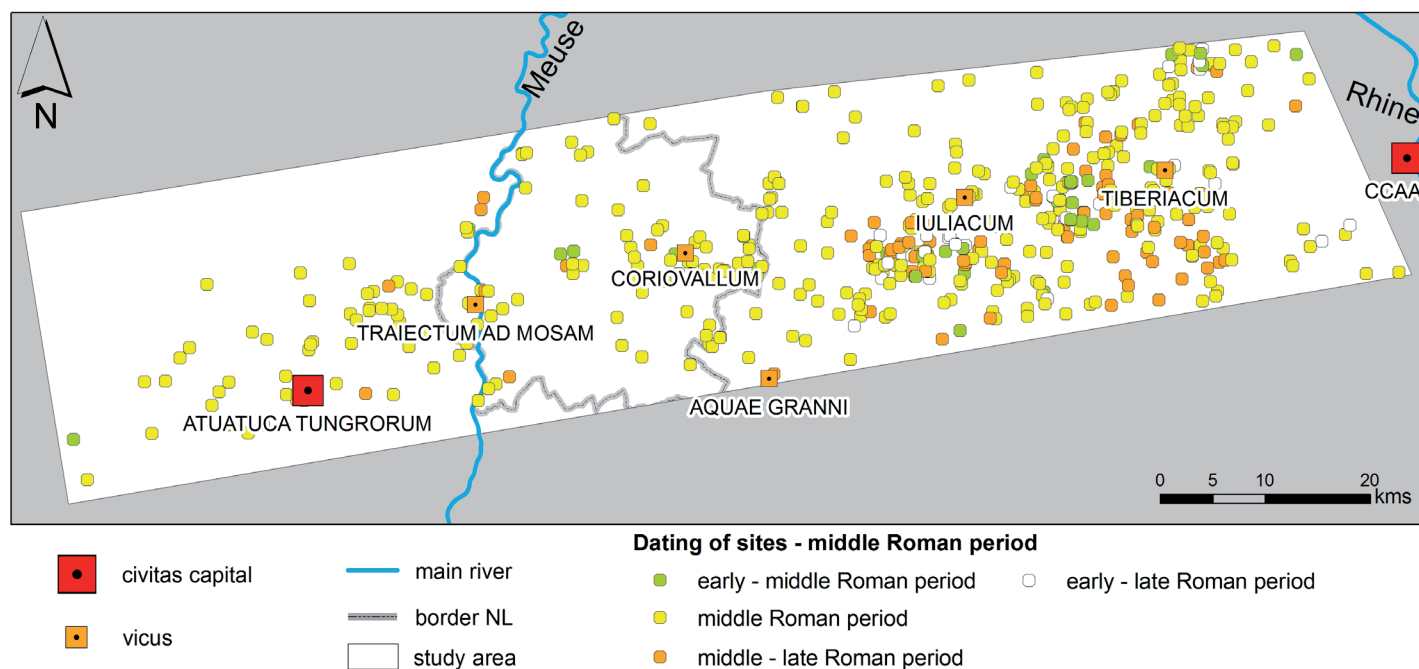 Meuse
Rhine
N
CCAA
TIBERIACUM
IULIACUM
CORIOVALLUM
TRAIECTUM AD MOSAM
AQUAE GRANNI
ATUATUCA TUNGRORUM
0 5 10 20
kms
Dating of sites - middle Roman period
civitas capital
main river
early - middle Roman period
early - late Roman period
border NL
middle Roman period
vicus
study area
middle - late Roman period